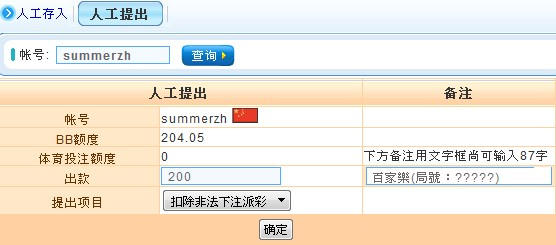 人工存入 人工提出
帐号: summerzh 查询
人工提出 备注
帐号 summerzh
BB额度 204.05
体育投注额度 0 下方备注用文字框尚可输入87字
出款 200 百家樂(局號：?????)
提出项目 扣除非法下注派彩
确定